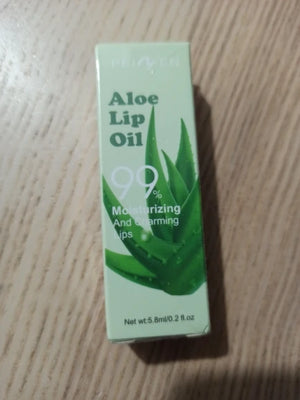 Aloe
Lip
Oil
99%
Moisturizing
And Charming
Lips
Net wt:5.8ml/0.2 fl.oz